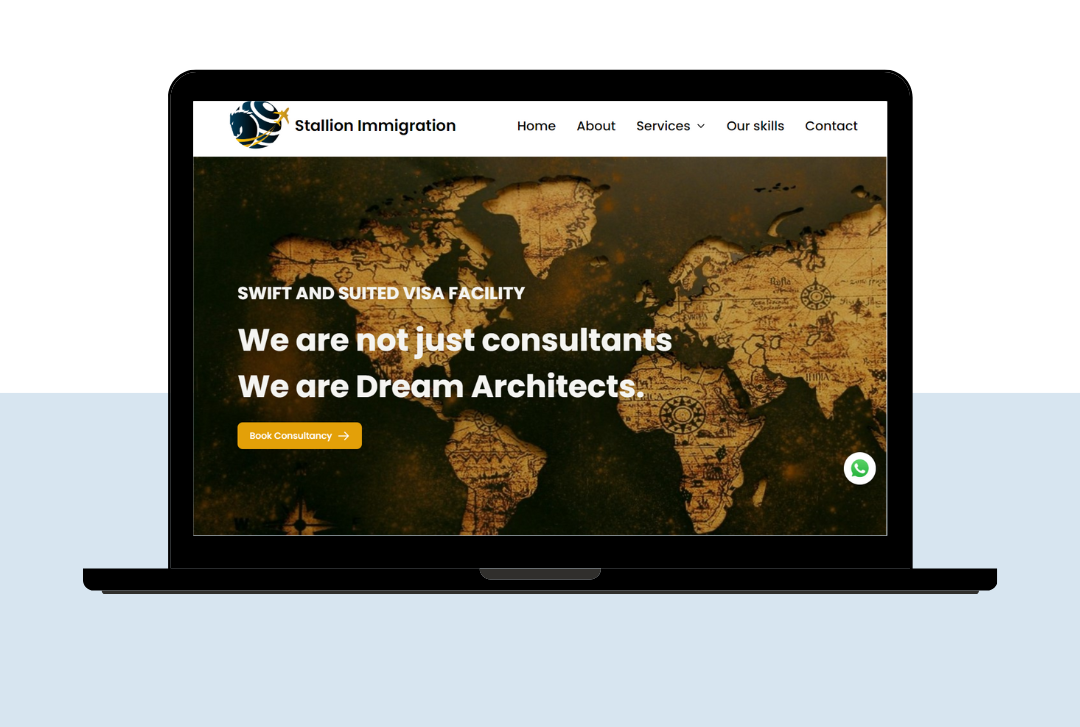 Stallion Immigration
Home
About
Services
Our skills
Contact
SWIFT AND SUITED VISA FACILITY
We are not just consultants
We are Dream Architects.
Book Consultancy